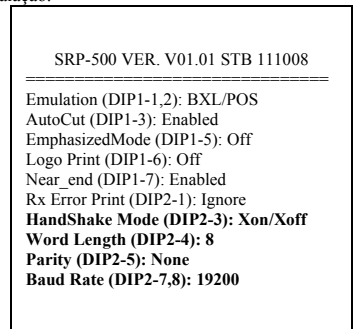 SRP-500 VER. V01.01 STB 111008
================================
Emulation (DIP1-1,2): BXL/POS
AutoCut (DIP1-3): Enabled
EmphasizedMode (DIP1-5): Off
Logo Print (DIP1-6): Off
Near_end (DIP1-7): Enabled
Rx Error Print (DIP2-1): Ignore
HandShake Mode (DIP2-3): Xon/Xoff
Word Length (DIP2-4): 8
Parity (DIP2-5): None
Baud Rate (DIP2-7,8): 19200